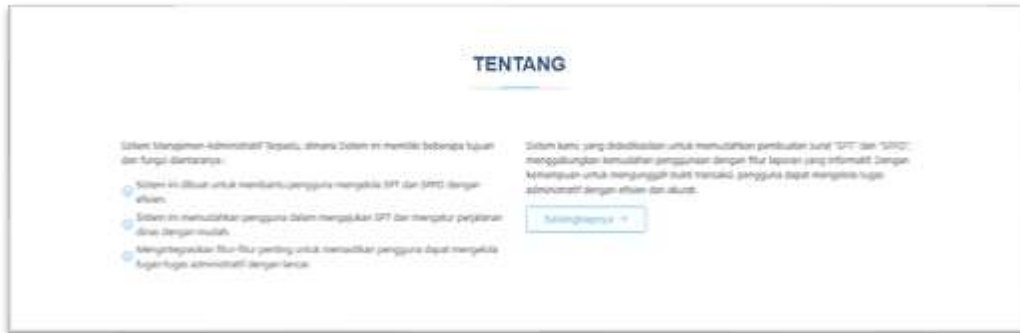 TENTANG
Sistem Manajemen Administratif Terpadu, dimana Sistem ini memiliki beberapa tujuan
dan fungsi diantaranya:
Sistem ini dibuat untuk membantu pengguna mengelola SPT dan SPPD dengan
efisien.
Sistem ini memudahkan pengguna dalam mengajukan SPT dan mengatur perjalanan
dinas dengan mudah.
Mengintegrasikan fitur-fitur penting untuk memastikan pengguna dapat mengelola
tugas-tugas administratif dengan lancar.
Sistem kami, yang didedikasikan untuk memudahkan pembuatan surat "SPT" dan "SPPD",
menggabungkan kemudahan penggunaan dengan fitur laporan yang informatif. Dengan
kemampuan untuk mengunggah bukti transaksi, pengguna dapat mengelola tugas
administratif dengan efisien dan akurat.
Selengkapnya